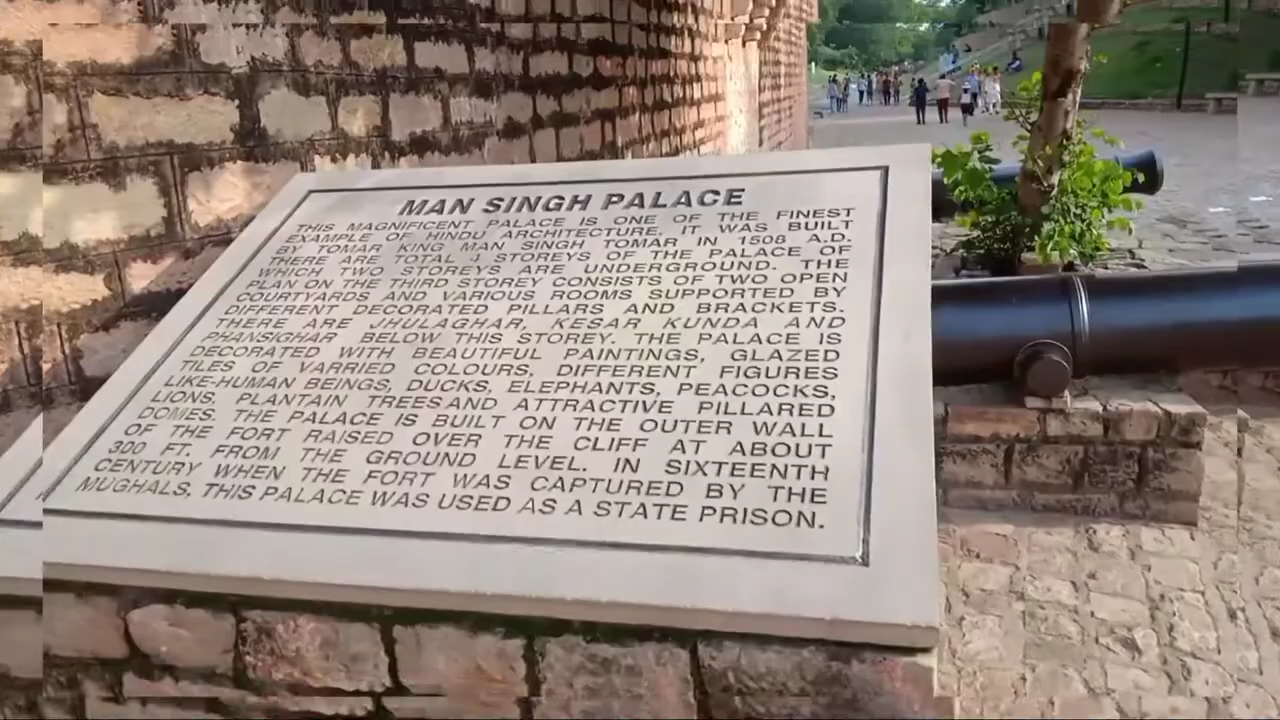 MAN SINGH PALACE
THIS MAGNIFICENT PALACE IS ONE OF THE FINEST
EXAMPLE OF HINDU ARCHITECTURE, IT WAS BUILT
BY TOMAR KING MAN SINGH TOMAR IN 1508 A.D.
THERE ARE TOTAL 4 STOREYS OF THE PALACE OF
WHICH TWO STOREYS ARE UNDERGROUND. THE
PLAN ON THE THIRD STOREY CONSISTS OF TWO OPEN
COURTYARDS AND VARIOUS ROOMS SUPPORTED BY
DIFFERENT DECORATED PILLARS AND BRACKETS.
THERE ARE JHULAGHAR, KESAR KUNDA AND
PHANSIGHAR BELOW THIS STOREY. THE PALACE IS
DECORATED WITH BEAUTIFUL PAINTINGS, GLAZED
TILES OF VARRIED COLOURS, DIFFERENT FIGURES
LIKE-HUMAN BEINGS, DUCKS, ELEPHANTS, PEACOCKS,
LIONS, PLANTAIN TREES AND ATTRACTIVE PILLARED
DOMES. THE PALACE IS BUILT ON THE OUTER WALL
OF THE FORT RAISED OVER THE CLIFF AT ABOUT
300 FT. FROM THE GROUND LEVEL. IN SIXTEENTH
CENTURY WHEN THE FORT WAS CAPTURED BY THE
MUGHALS, THIS PALACE WAS USED AS A STATE PRISON.